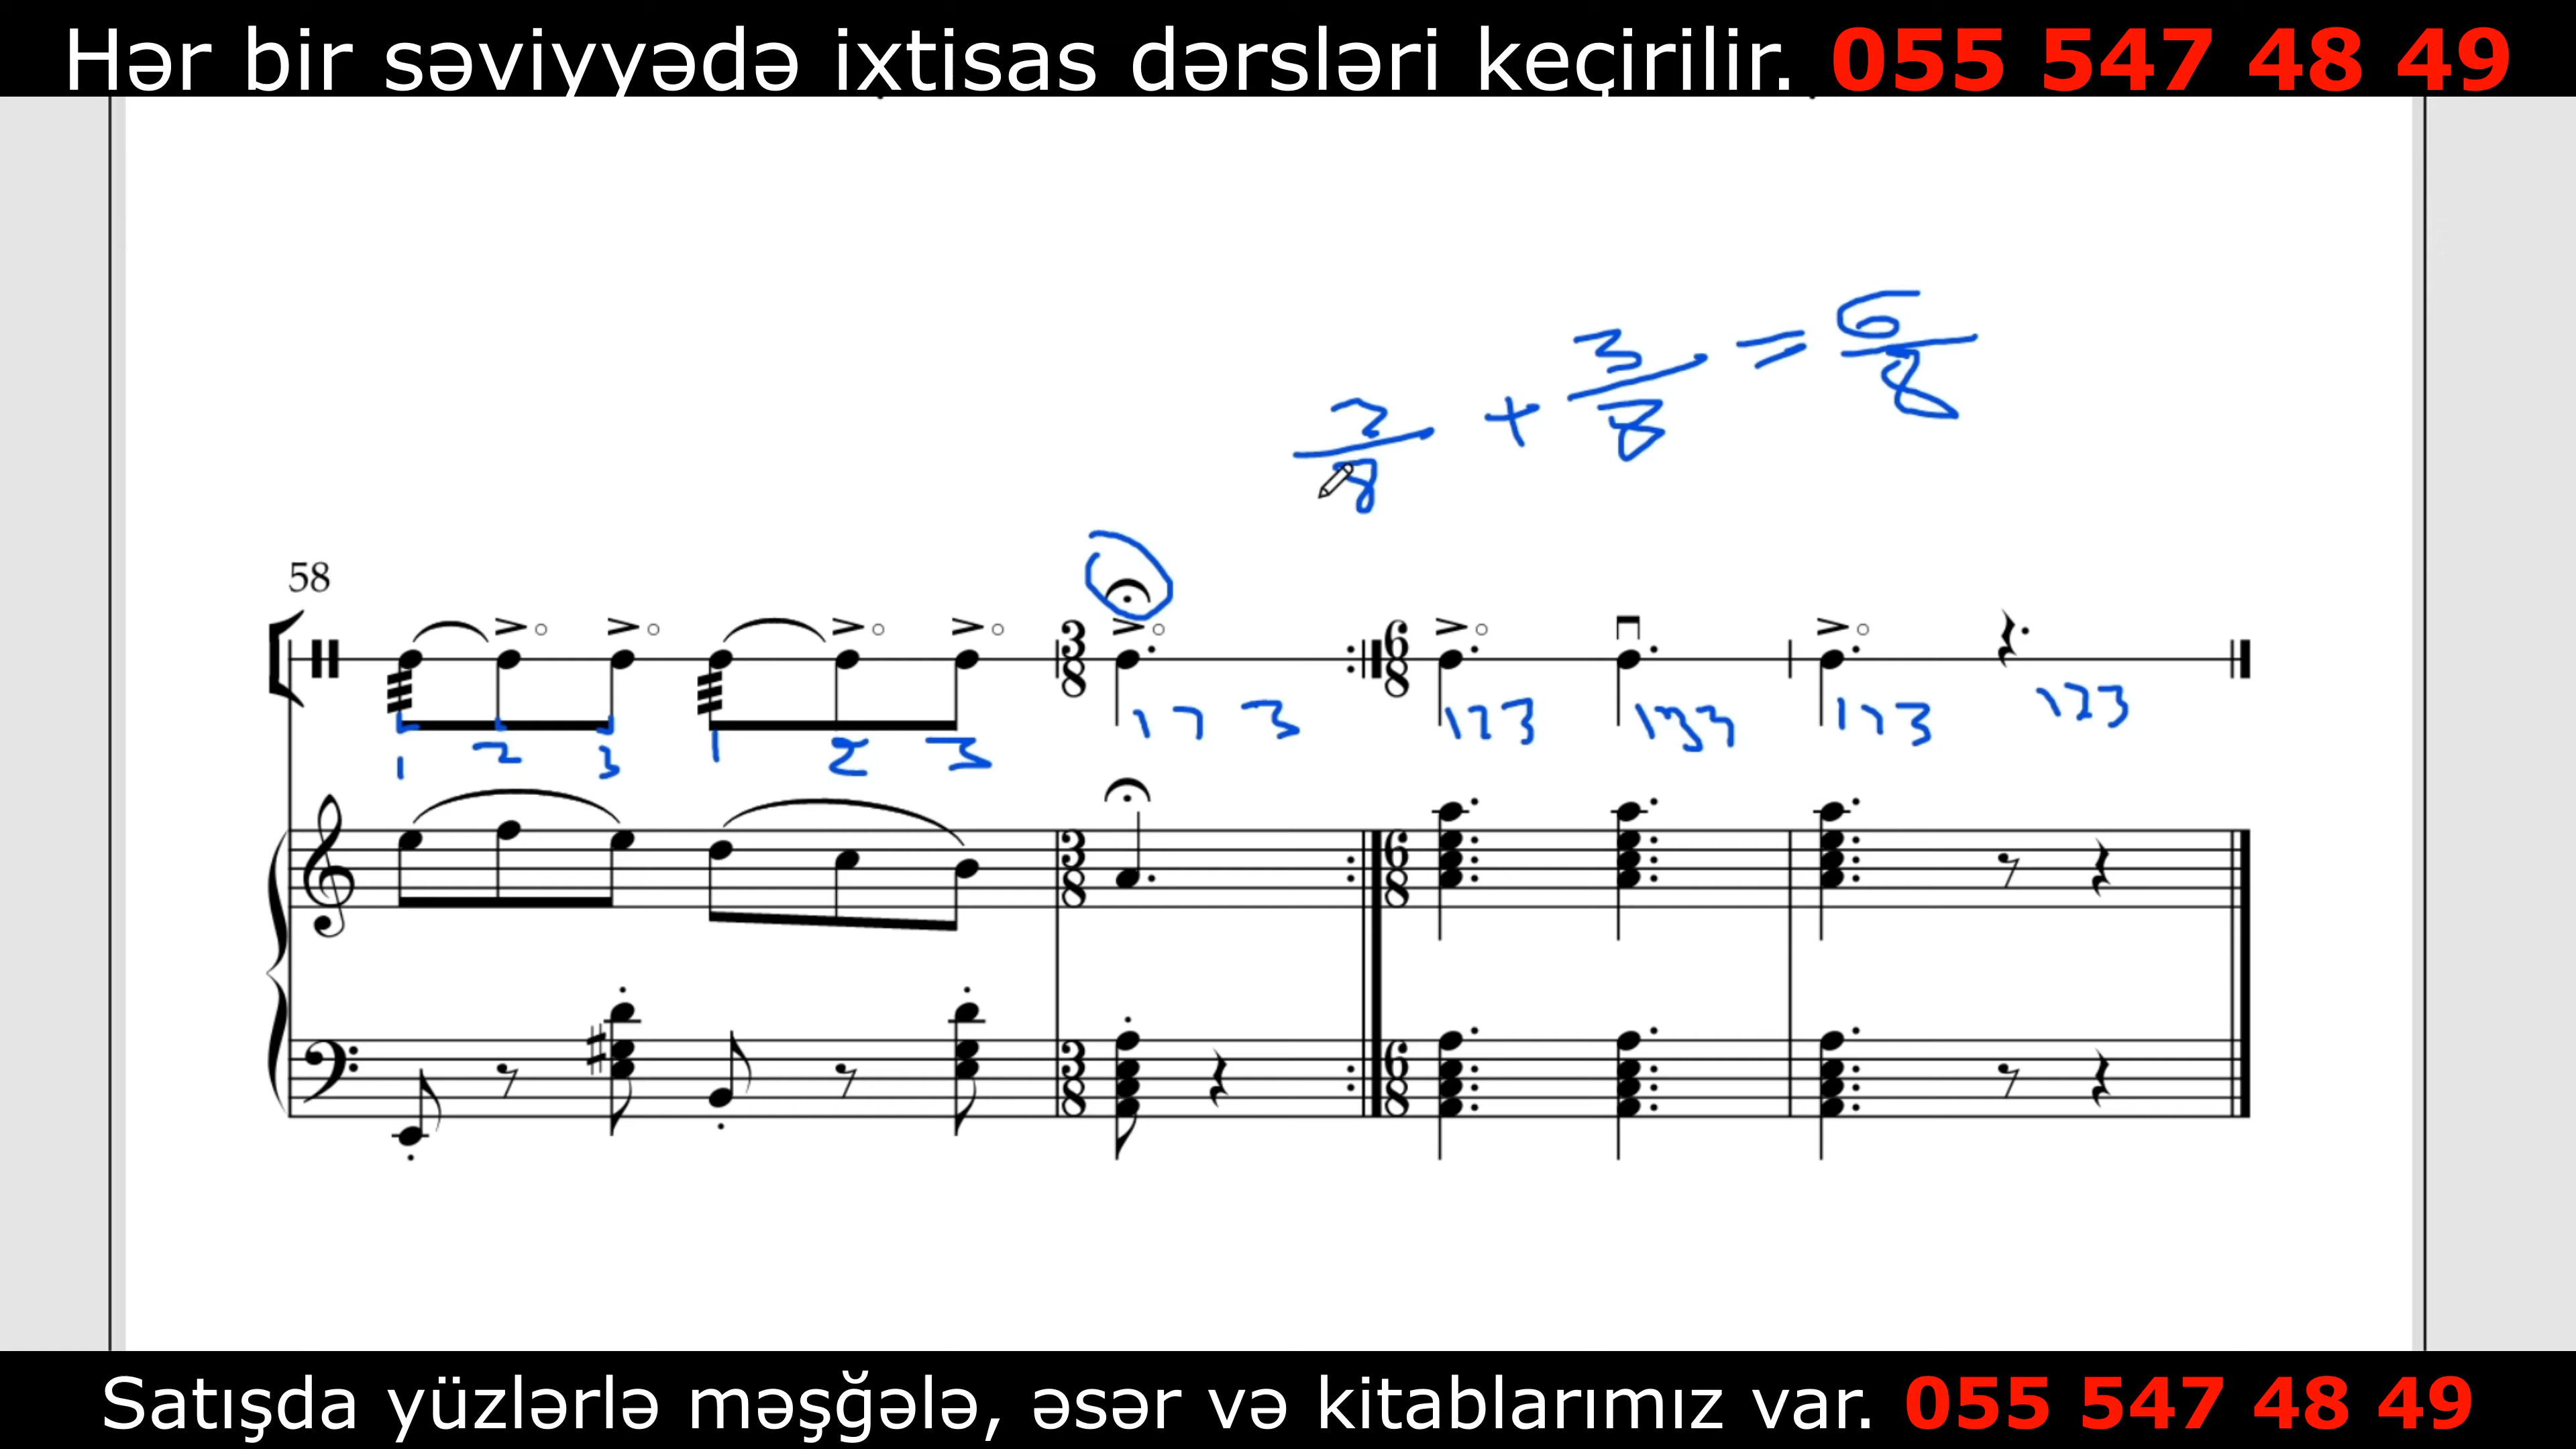 Hər bir səviyyədə ixtisas dərsləri keçirilir. 055 547 48 49
3/8 + 3/8 = 6/8
58
3 8 6 8
1 2 3 1 2 3 1 2 3 1 2 3 1 2 3 1 2 3 1 2 3
3 8 6 8
3 8 6 8
Satışda yüzlərlə məşğələ, əsər və kitablarımız var. 055 547 48 49